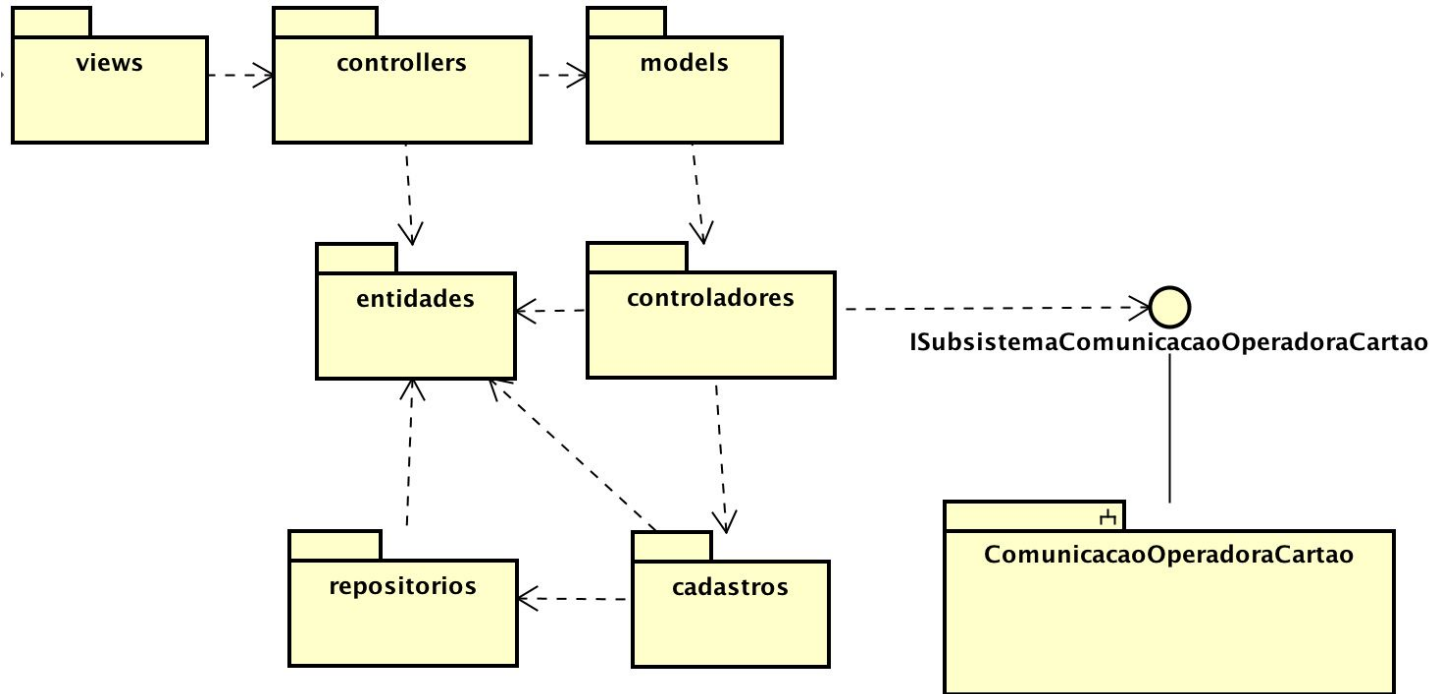 views
controllers
models
entidades
controladores
ISubsistemaComunicacaoOperadoraCartao
repositorios
cadastros
ComunicacaoOperadoraCartao